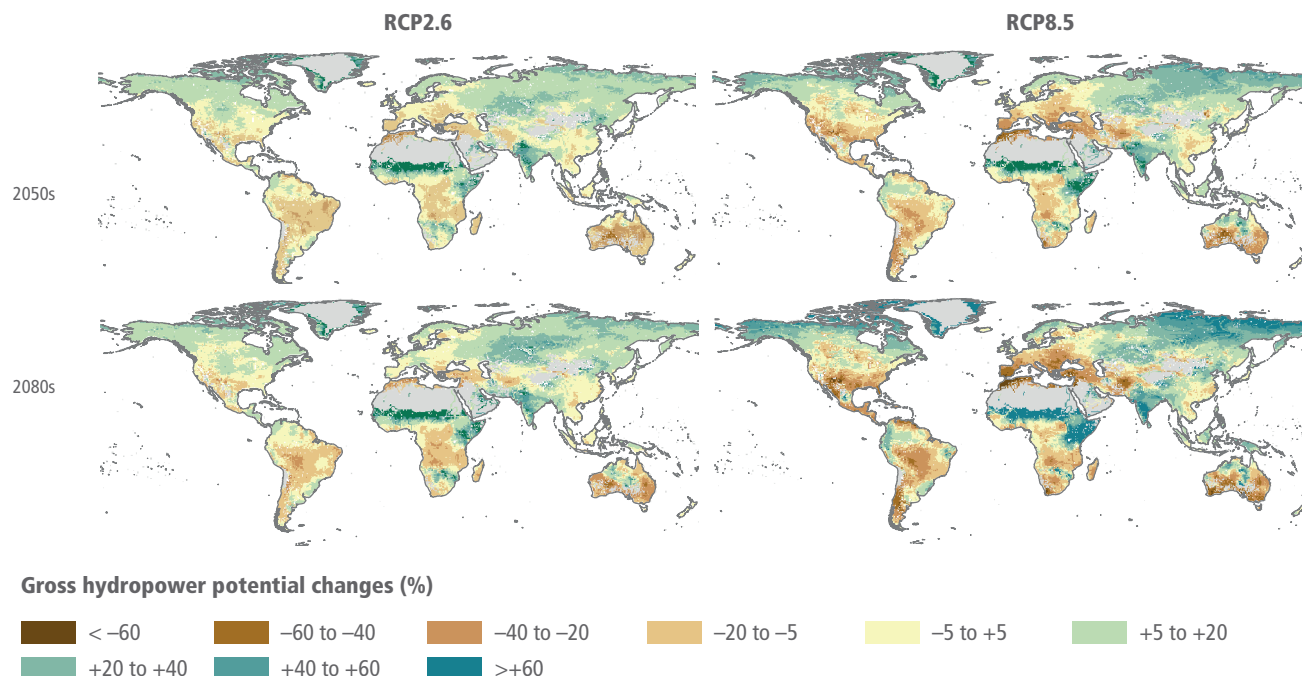 RCP2.6 RCP8.5
2050s
2080s
Gross hydropower potential changes (%)
< –60 –60 to –40 –40 to –20 –20 to –5 –5 to +5 +5 to +20
+20 to +40 +40 to +60 >+60